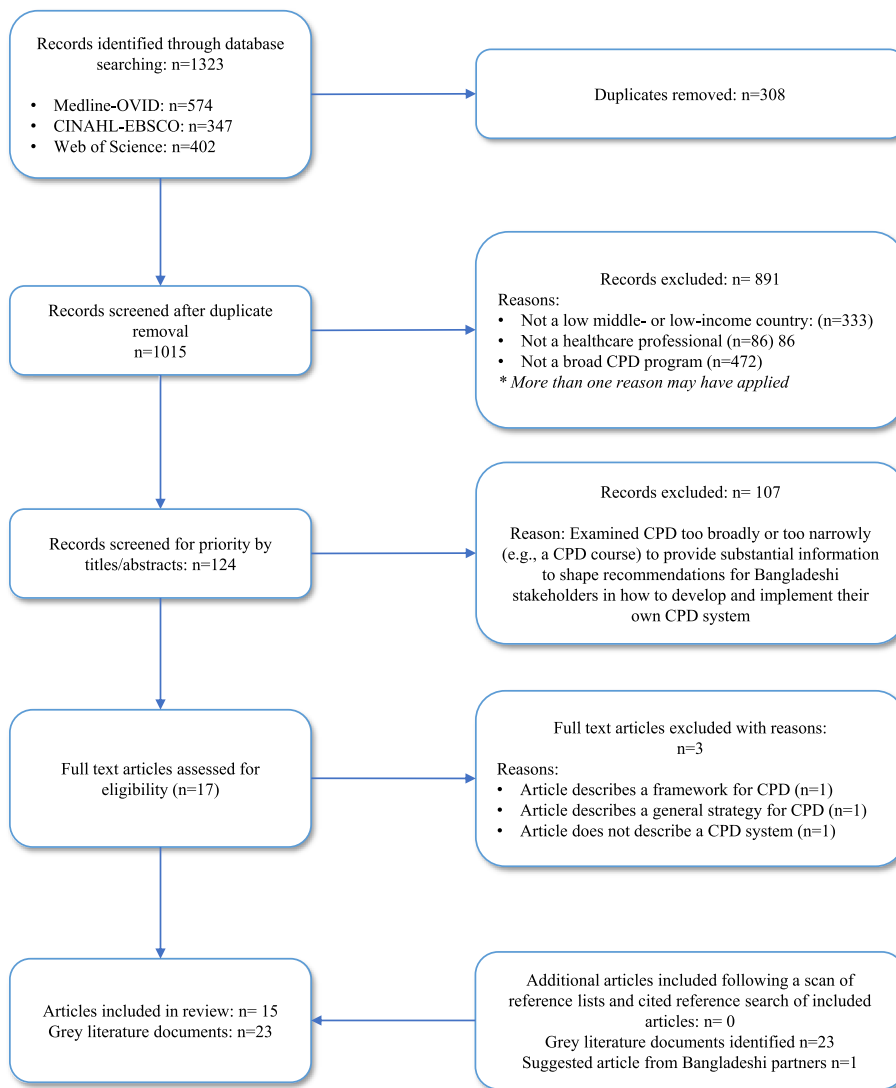 Records identified through database
searching: n=1323
• Medline-OVID: n=574
• CINAHL-EBSCO: n=347
• Web of Science: n=402
Duplicates removed: n=308
Records screened after duplicate
removal
n=1015
Records excluded: n= 891
Reasons:
• Not a low middle- or low-income country: (n=333)
• Not a healthcare professional (n=86) 86
• Not a broad CPD program (n=472)
* More than one reason may have applied
Records screened for priority by
titles/abstracts: n=124
Records excluded: n= 107
Reason: Examined CPD too broadly or too narrowly
(e.g., a CPD course) to provide substantial information
to shape recommendations for Bangladeshi
stakeholders in how to develop and implement their
own CPD system
Full text articles assessed for
eligibility (n=17)
Full text articles excluded with reasons:
n=3
Reasons:
• Article describes a framework for CPD (n=1)
• Article describes a general strategy for CPD (n=1)
• Article does not describe a CPD system (n=1)
Articles included in review: n= 15
Grey literature documents: n=23
Additional articles included following a scan of
reference lists and cited reference search of included
articles: n= 0
Grey literature documents identified n=23
Suggested article from Bangladeshi partners n=1